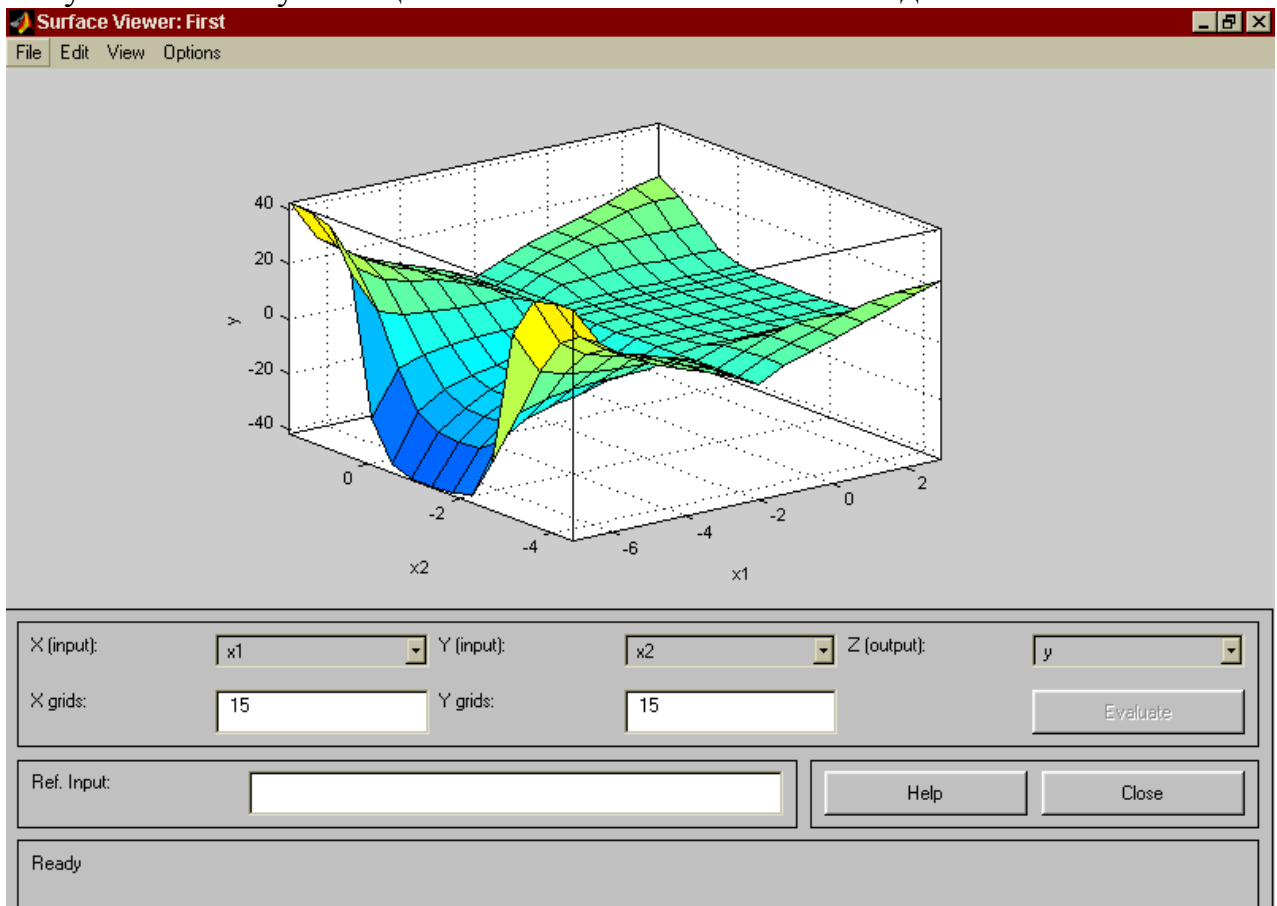 Surface Viewer: First
File Edit View Options
40
20
0
-20
-40
y
0
-2
-4
x2
-6
-4
-2
0
2
x1
X (input): x1 Y (input): x2 Z (output): y
X grids: 15 Y grids: 15 Evaluate
Ref. Input: Help Close
Ready